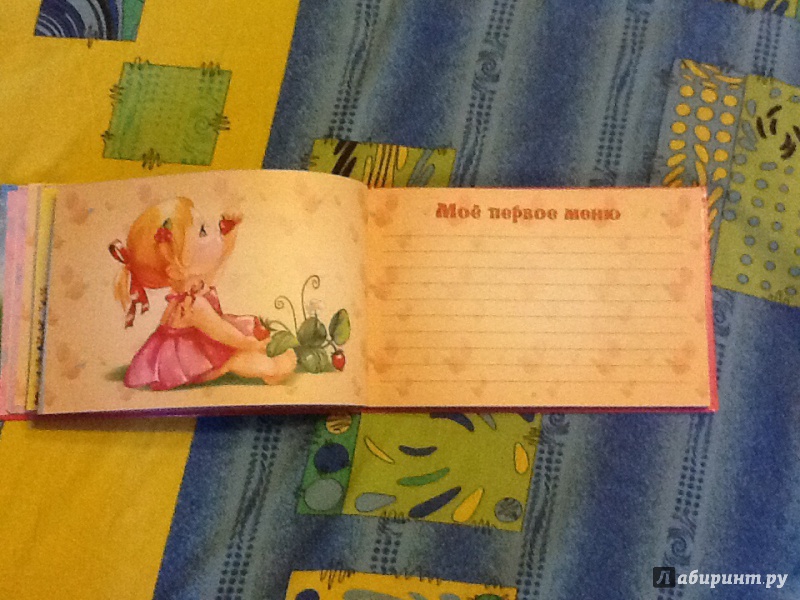 Моё первое меню
Лабиринт.ру